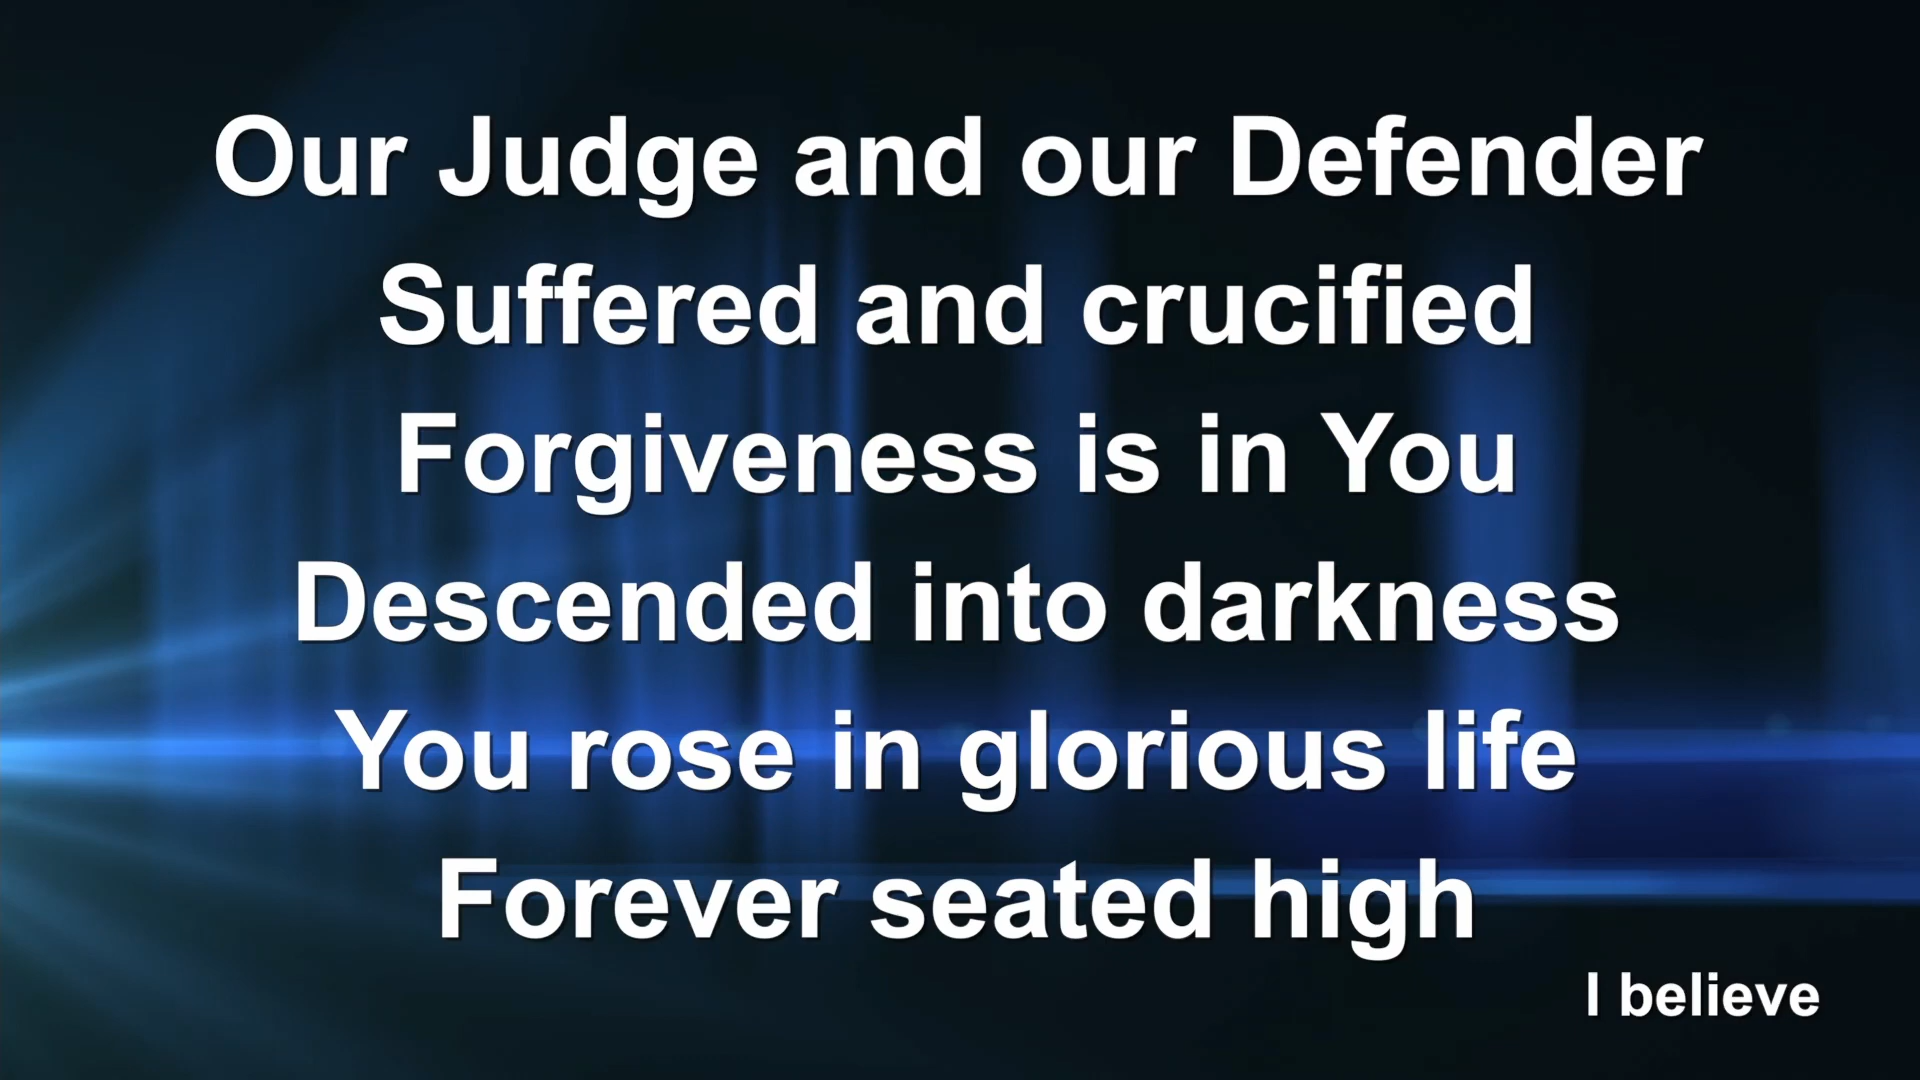 Our Judge and our Defender
Suffered and crucified
Forgiveness is in You
Descended into darkness
You rose in glorious life
Forever seated high
I believe